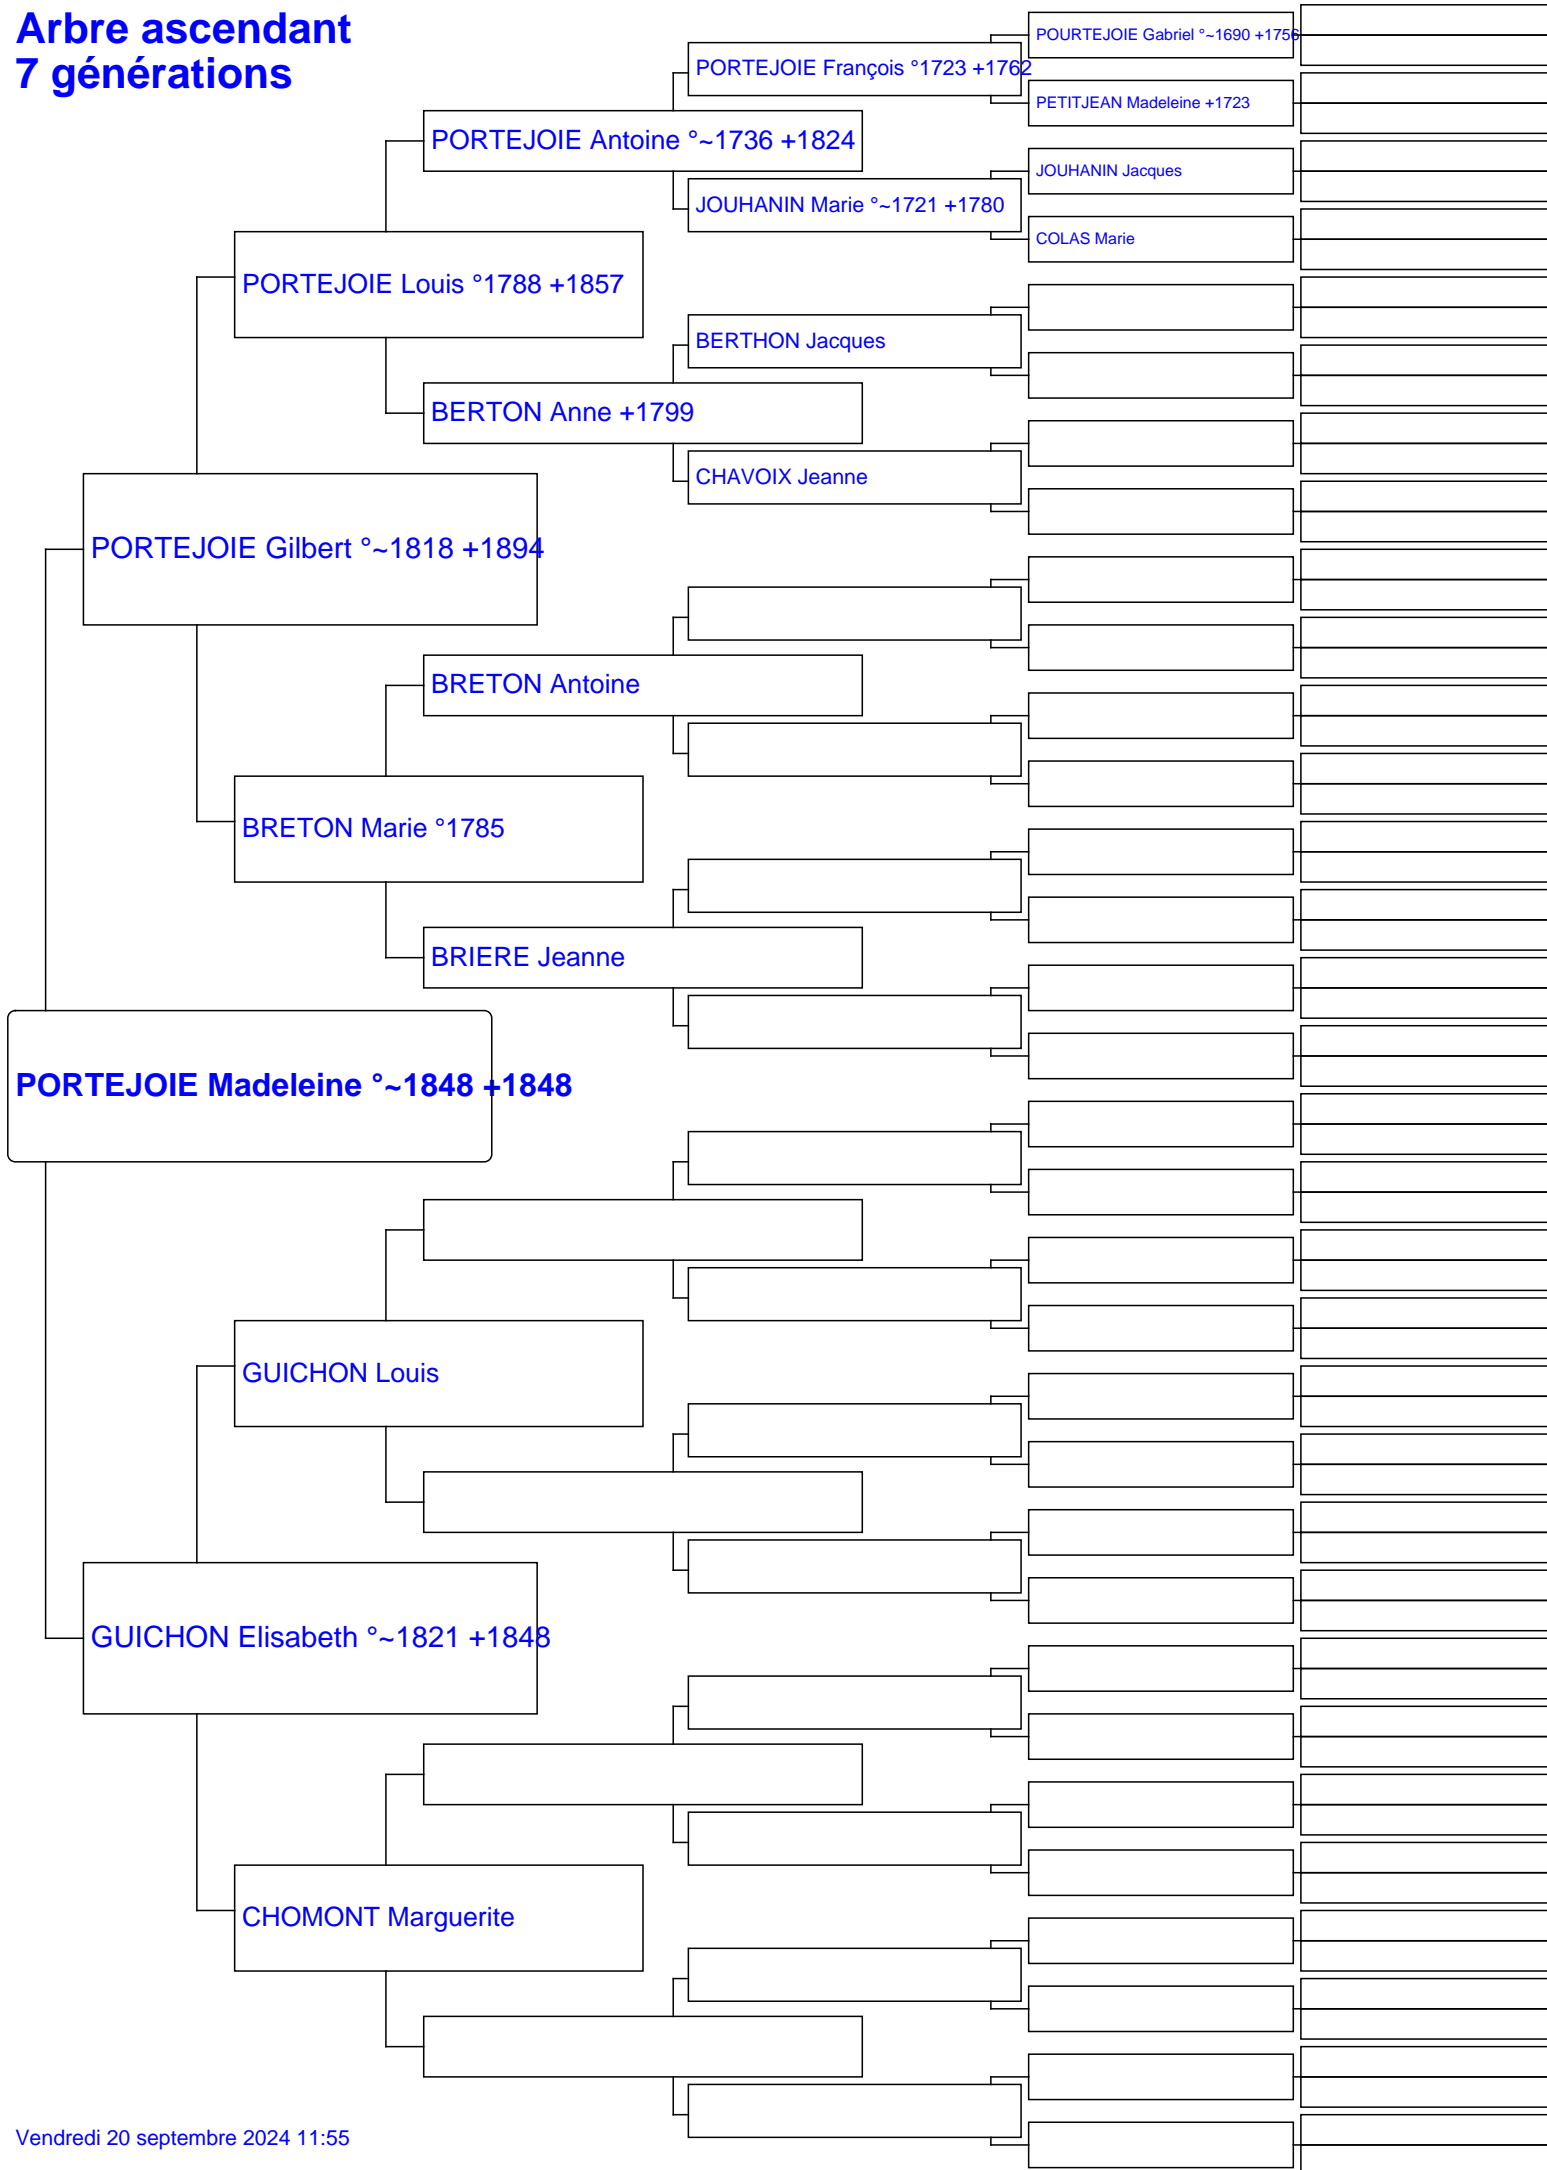 Arbre ascendant
7 générations
POURTEJOIE Gabriel °~1690 +1756
PORTEJOIE François °1723 +1762
PETITJEAN Madeleine +1723
PORTEJOIE Antoine °~1736 +1824
JOUHANIN Jacques
JOUHANIN Marie °~1721 +1780
COLAS Marie
PORTEJOIE Louis °1788 +1857
BERTHON Jacques
BERTON Anne +1799
CHAVOIX Jeanne
PORTEJOIE Gilbert °~1818 +1894
BRETON Antoine
BRETON Marie °1785
BRIERE Jeanne
PORTEJOIE Madeleine °~1848 +1848
GUICHON Louis
GUICHON Elisabeth °~1821 +1848
CHOMONT Marguerite
Vendredi 20 septembre 2024 11:55